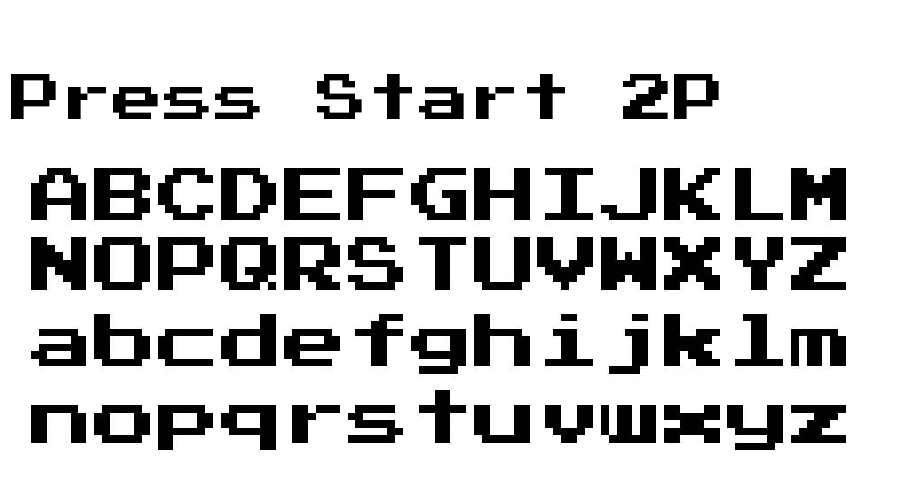 Press Start 2P
ABCDEFGHIJKLM
NOPQRSTUVWXYZ
abcdefghijklm
nopqrstuvwxyz